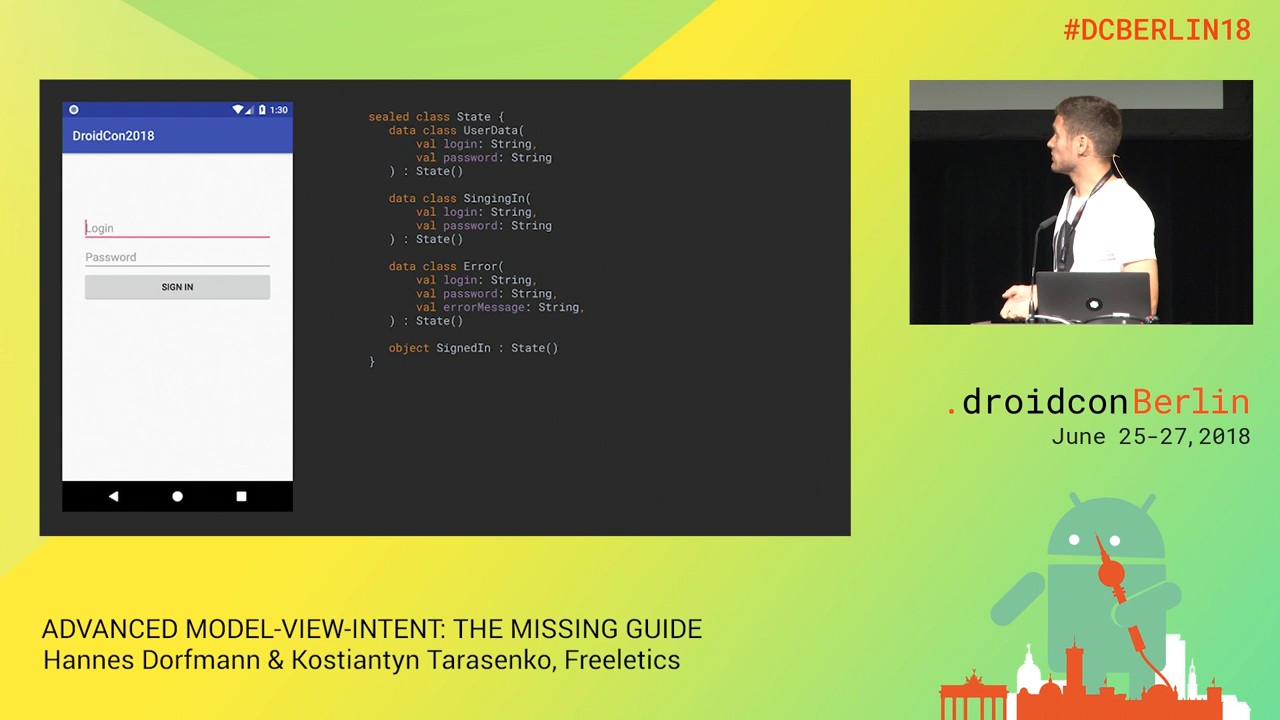 #DCBERLIN18
1:30
DroidCon2018
Login
Password
SIGN IN
sealed class State {
data class UserData(
val login: String,
val password: String
) : State()
data class SingingIn(
val login: String,
val password: String
) : State()
data class Error(
val login: String,
val password: String,
val errorMessage: String,
) : State()
object SignedIn : State()
}
.droidconBerlin
June 25-27, 2018
ADVANCED MODEL-VIEW-INTENT: THE MISSING GUIDE
Hannes Dorfmann & Kostiantyn Tarasenko, Freeletics